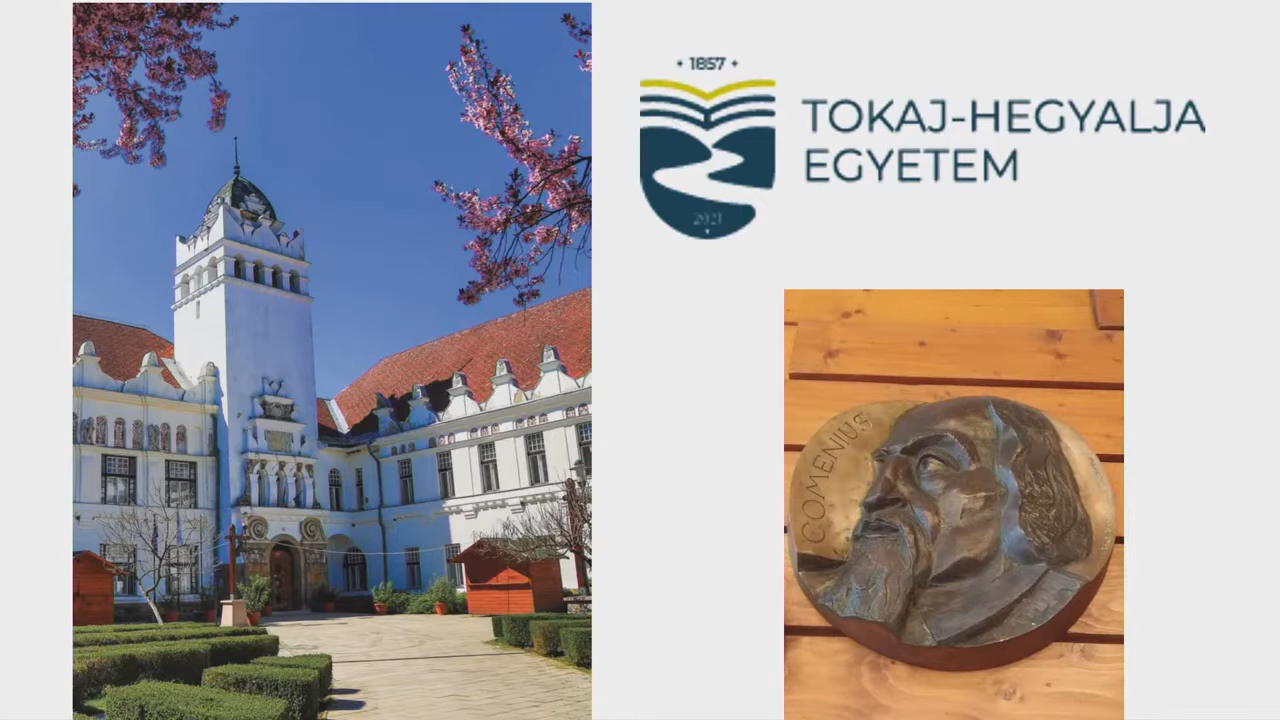 + 1857 +
TOKAJ-HEGYALJA
EGYETEM
2021
COMENIUS